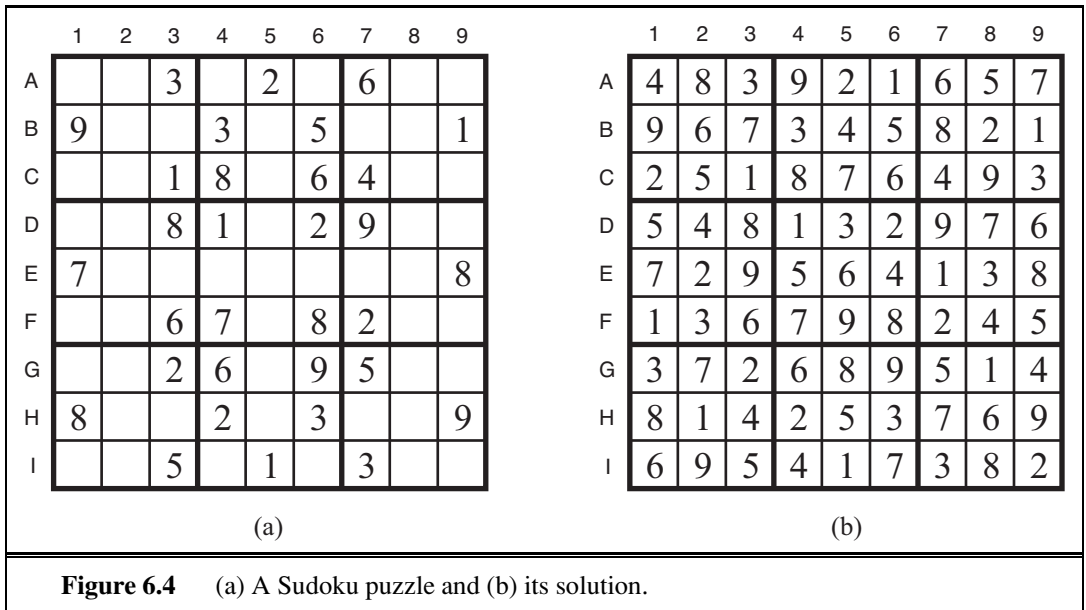 1 2 3 4 5 6 7 8 9
A 3 2 6
B 9 3 5 1
C 1 8 6 4
D 8 1 2 9
E 7 8
F 6 7 8 2
G 2 6 9 5
H 8 2 3 9
I 5 1 3
(a)
1 2 3 4 5 6 7 8 9
A 4 8 3 9 2 1 6 5 7
B 9 6 7 3 4 5 8 2 1
C 2 5 1 8 7 6 4 9 3
D 5 4 8 1 3 2 9 7 6
E 7 2 9 5 6 4 1 3 8
F 1 3 6 7 9 8 2 4 5
G 3 7 2 6 8 9 5 1 4
H 8 1 4 2 5 3 7 6 9
I 6 9 5 4 1 7 3 8 2
(b)
Figure 6.4 (a) A Sudoku puzzle and (b) its solution.